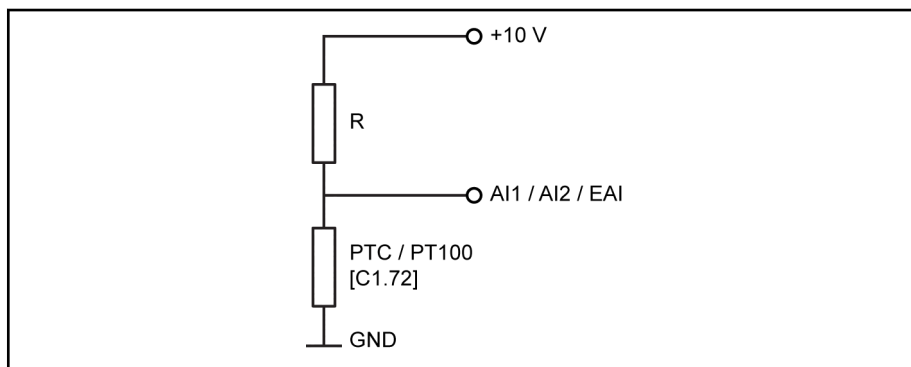 +10 V
R
AI1 / AI2 / EAI
PTC / PT100
[C1.72]
GND